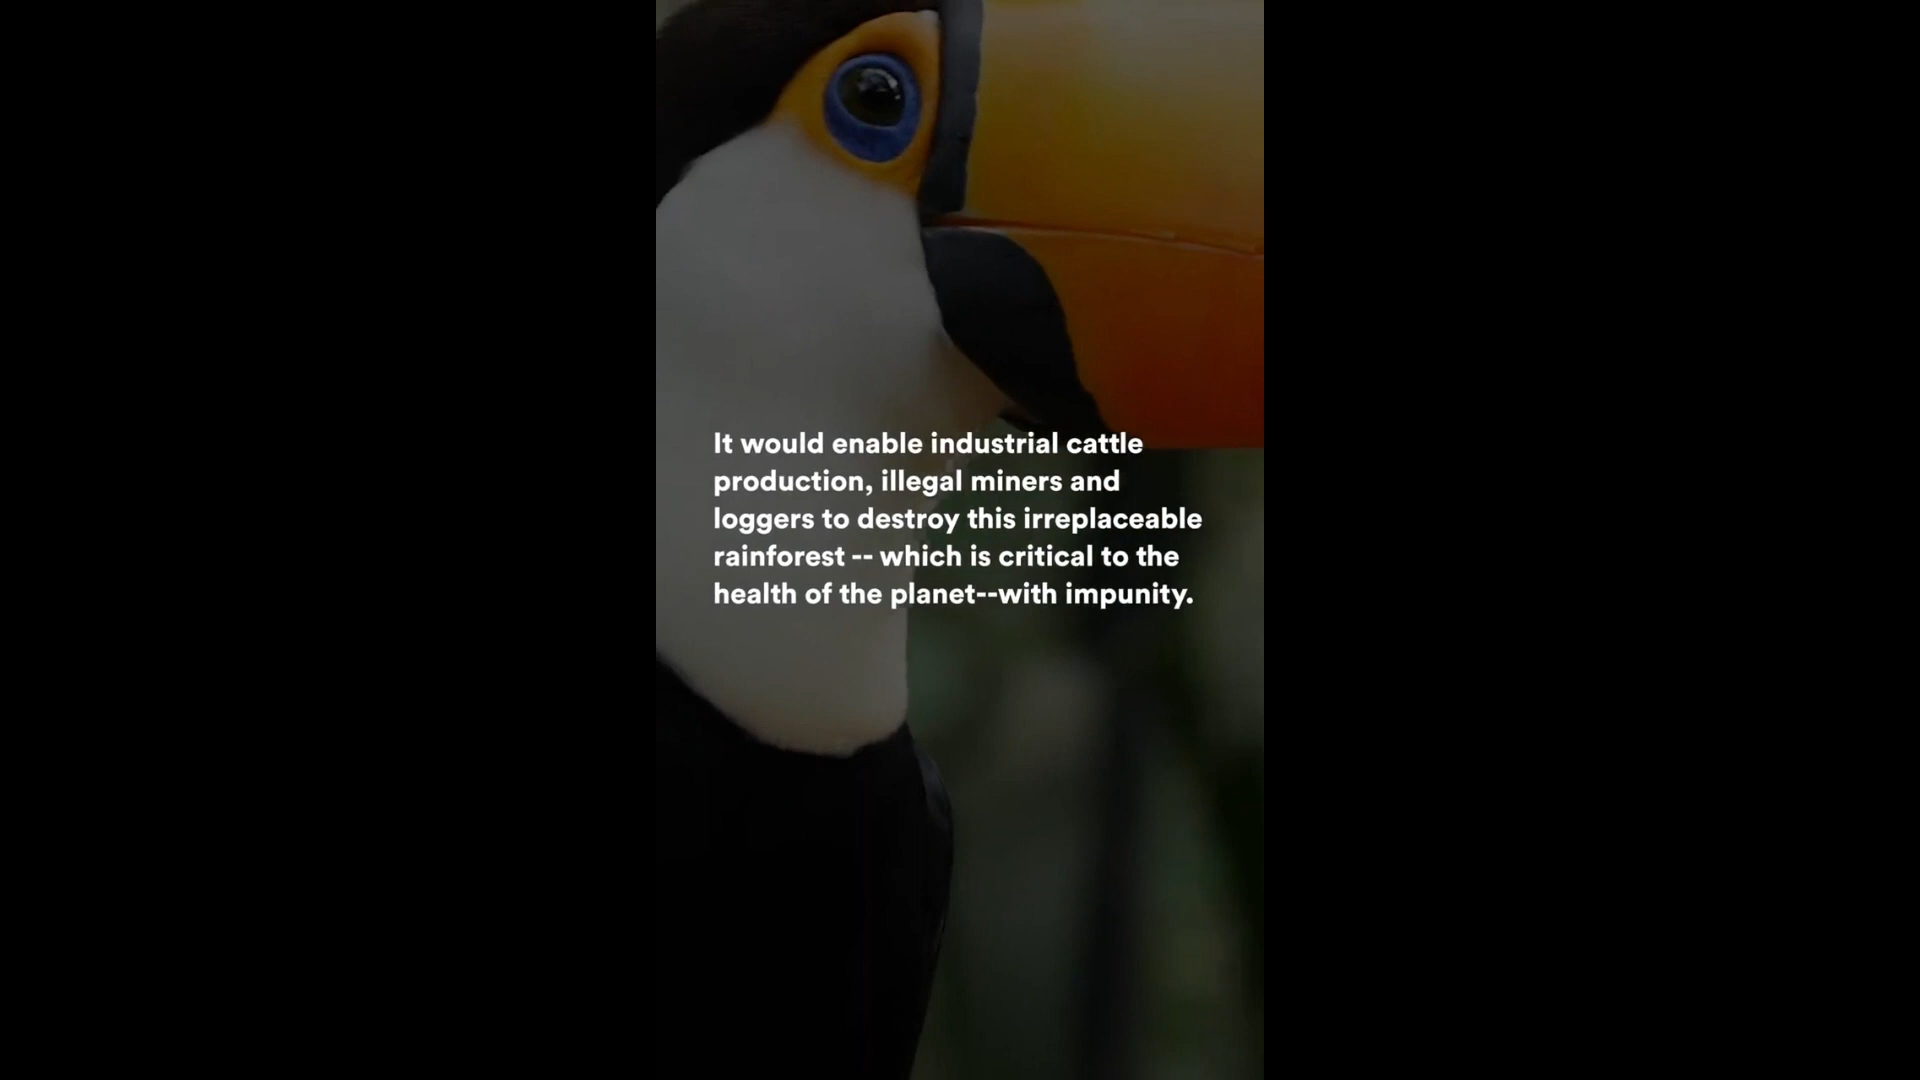 It would enable industrial cattle
production, illegal miners and
loggers to destroy this irreplaceable
rainforest -- which is critical to the
health of the planet--with impunity.